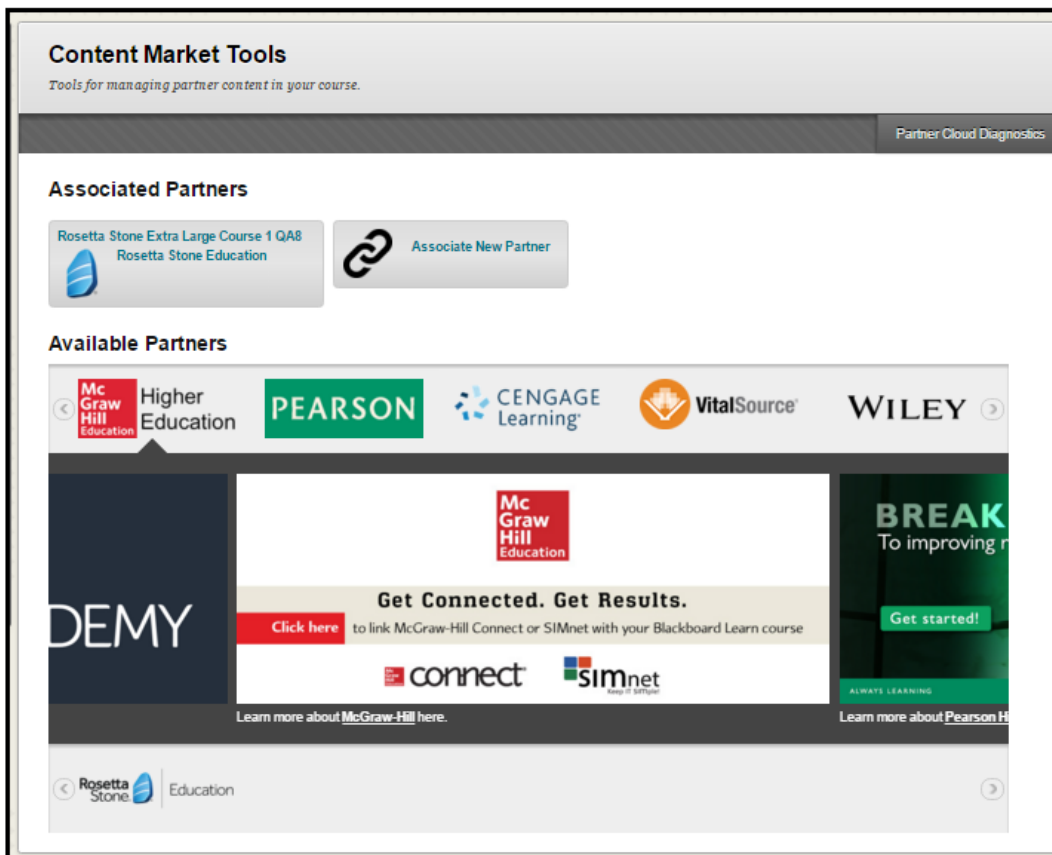 Content Market Tools
Tools for managing partner content in your course.
Partner Cloud Diagnostics
Associated Partners
Rosetta Stone Extra Large Course 1 QA8
Rosetta Stone Education
Associate New Partner
Available Partners
Mc
Graw
Hill
Education
Higher
Education
PEARSON
CENGAGE
Learning
VitalSource
WILEY
DEMY
Mc
Graw
Hill
Education
Get Connected. Get Results.
Click here to link McGraw-Hill Connect or SIMnet with your Blackboard Learn course
connect
SIMnet
Keep IT SIMple!
Learn more about McGraw-Hill here.
BREAK
To improving r
Get started!
ALWAYS LEARNING
Learn more about Pearson H
Rosetta
Stone
Education